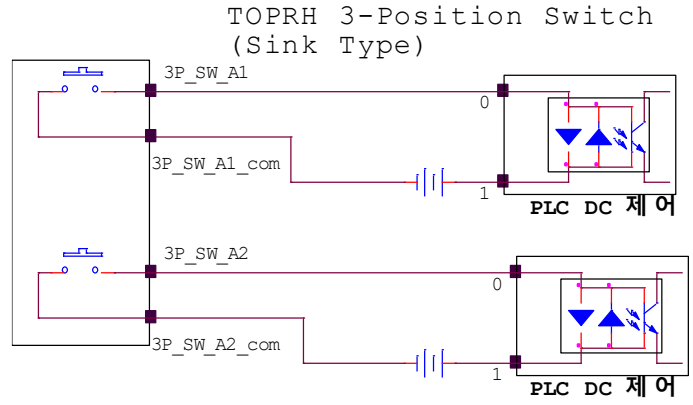 TOPRH 3-Position Switch
(Sink Type)
3P_SW_A1
0
3P_SW_A1_com
1
PLC DC 제어
3P_SW_A2
0
3P_SW_A2_com
1
PLC DC 제어